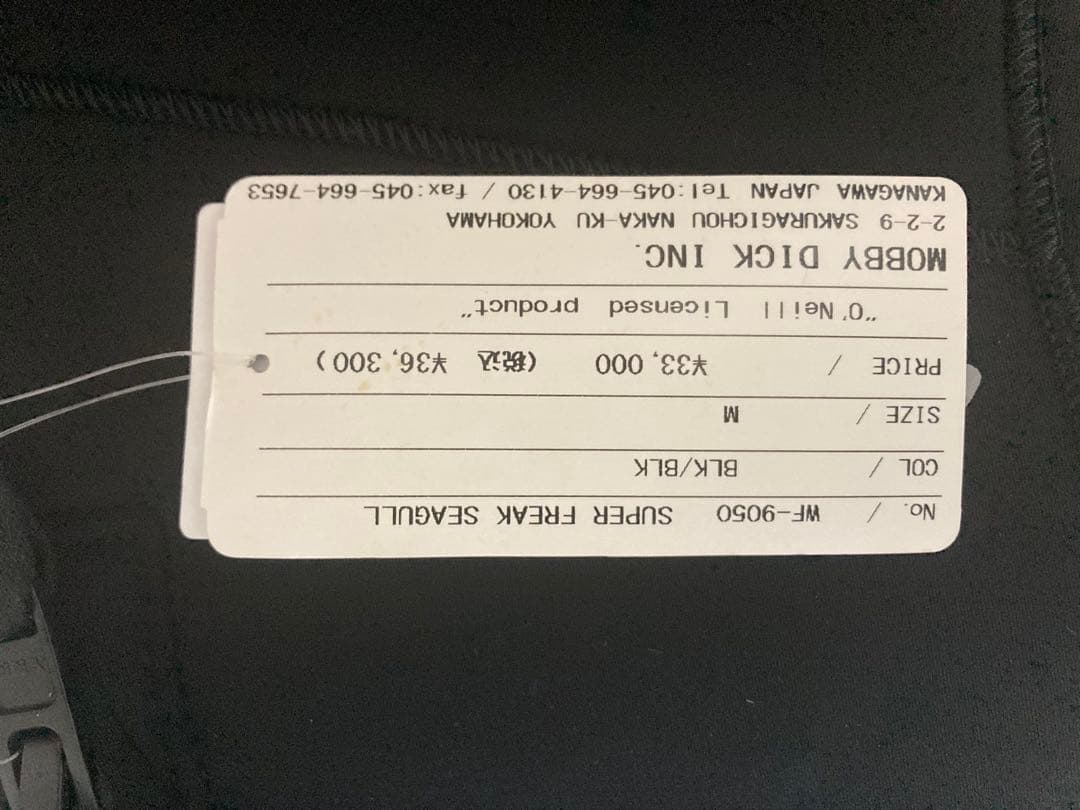 No. / WF-9050 SUPER FREAK SEAGULL
COL / BLK/BLK
SIZE / M
PRICE / ¥33,000 (税込 ¥36,300)
"O'Neill Licensed product"
MOBBY DICK INC.
2-2-9 SAKURAGICHOU NAKA-KU YOKOHAMA
KANAGAWA JAPAN Tel:045-664-4130 / fax:045-664-7653